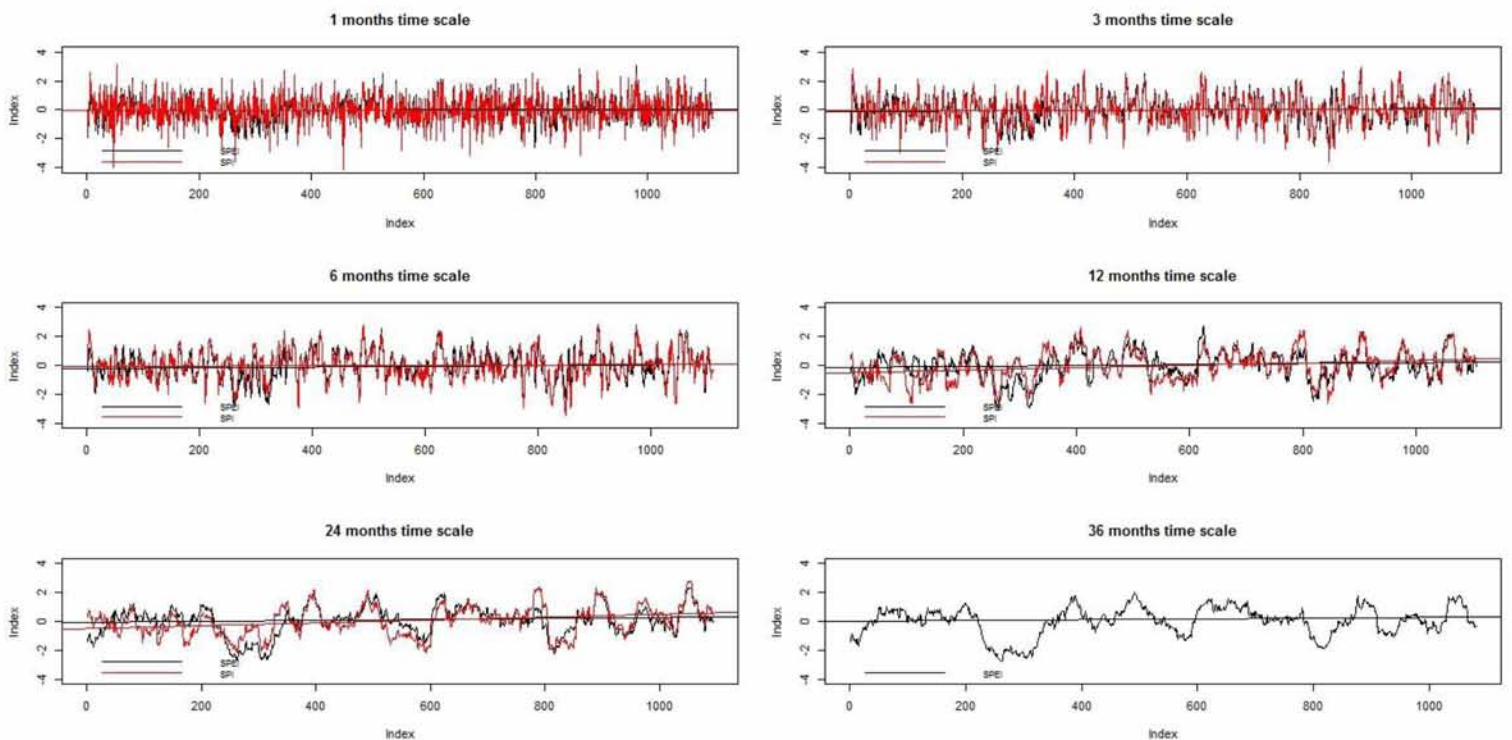 1 months time scale
Index
4
2
0
-2
-4
SPEI
SPI
0 200 400 600 800 1000
Index
3 months time scale
Index
4
2
0
-2
-4
SPEI
SPI
0 200 400 600 800 1000
Index
6 months time scale
Index
4
2
0
-2
-4
SPEI
SPI
0 200 400 600 800 1000
Index
12 months time scale
Index
4
2
0
-2
-4
SPEI
SPI
0 200 400 600 800 1000
Index
24 months time scale
Index
4
2
0
-2
-4
SPEI
SPI
0 200 400 600 800 1000
Index
36 months time scale
Index
4
2
0
-2
-4
SPEI
0 200 400 600 800 1000
Index